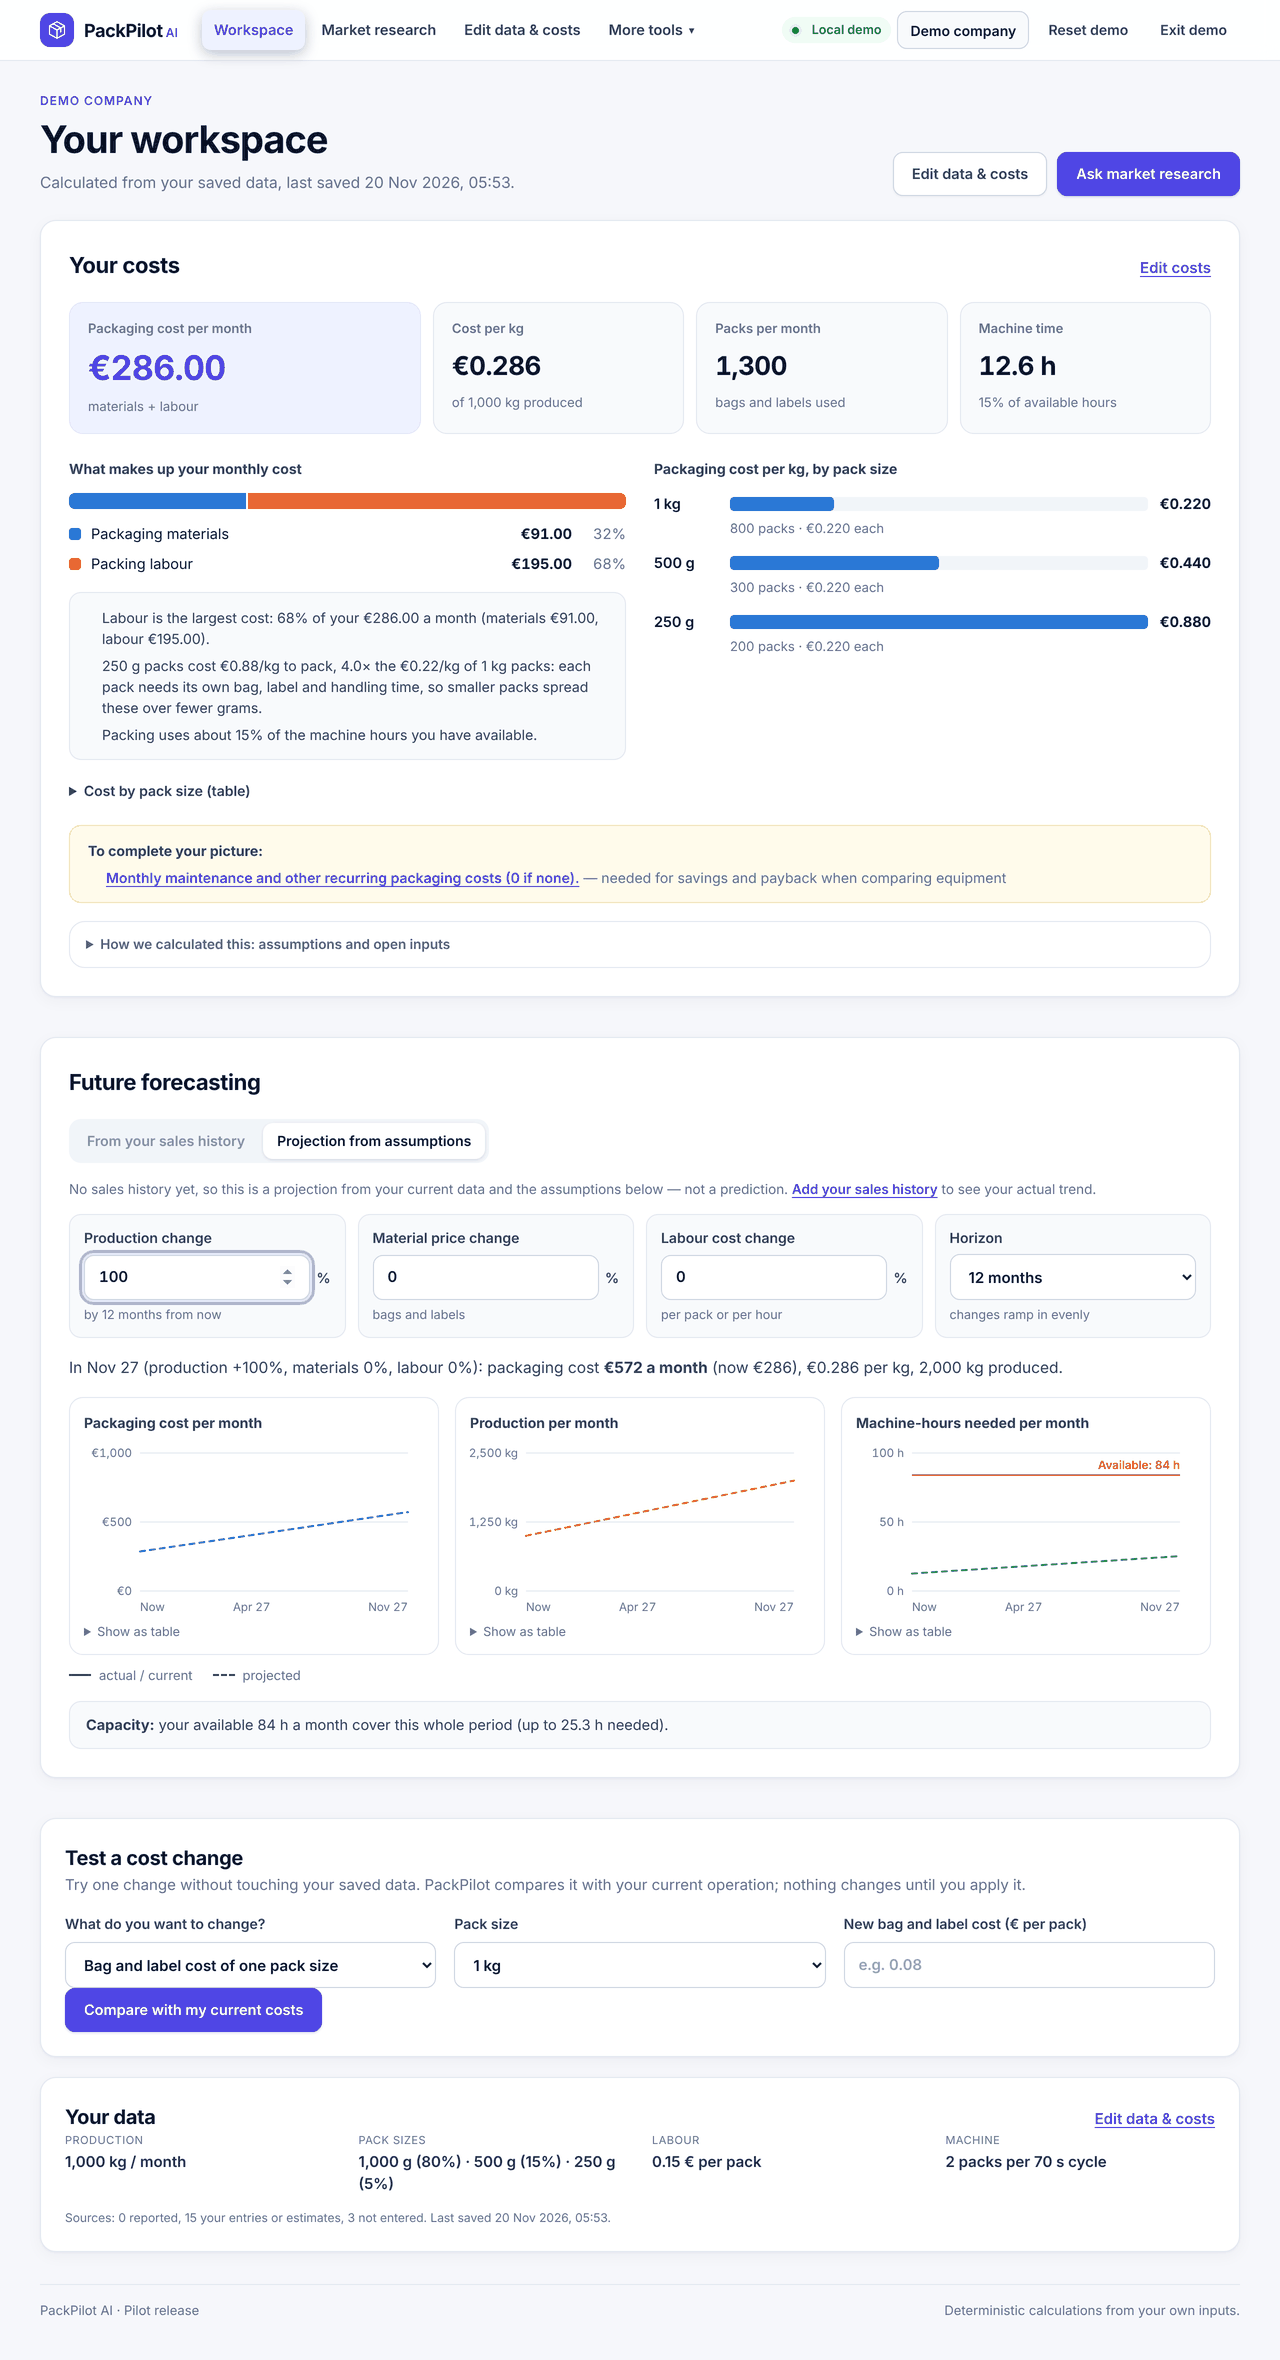 PackPilot AI
Workspace
Market research
Edit data & costs
More tools ▾
Local demo
Demo company
Reset demo
Exit demo
DEMO COMPANY
Your workspace
Calculated from your saved data, last saved 20 Nov 2026, 05:53.
Edit data & costs
Ask market research
Your costs
Edit costs
Packaging cost per month
€286.00
materials + labour
Cost per kg
€0.286
of 1,000 kg produced
Packs per month
1,300
bags and labels used
Machine time
12.6 h
15% of available hours
What makes up your monthly cost
Packaging materials €91.00 32%
Packing labour €195.00 68%
Labour is the largest cost: 68% of your €286.00 a month (materials €91.00,
labour €195.00).
250 g packs cost €0.88/kg to pack, 4.0× the €0.22/kg of 1 kg packs: each
pack needs its own bag, label and handling time, so smaller packs spread
these over fewer grams.
Packing uses about 15% of the machine hours you have available.
Packaging cost per kg, by pack size
1 kg €0.220
800 packs · €0.220 each
500 g €0.440
300 packs · €0.220 each
250 g €0.880
200 packs · €0.220 each
▶ Cost by pack size (table)
To complete your picture:
Monthly maintenance and other recurring packaging costs (0 if none). — needed for savings and payback when comparing equipment
▶ How we calculated this: assumptions and open inputs
Future forecasting
From your sales history
Projection from assumptions
No sales history yet, so this is a projection from your current data and the assumptions below — not a prediction. Add your sales history to see your actual trend.
Production change
100 %
by 12 months from now
Material price change
0 %
bags and labels
Labour cost change
0 %
per pack or per hour
Horizon
12 months
changes ramp in evenly
In Nov 27 (production +100%, materials 0%, labour 0%): packaging cost €572 a month (now €286), €0.286 per kg, 2,000 kg produced.
Packaging cost per month
€1,000
€500
€0
Now Apr 27 Nov 27
▶ Show as table
Production per month
2,500 kg
1,250 kg
0 kg
Now Apr 27 Nov 27
▶ Show as table
Machine-hours needed per month
100 h
Available: 84 h
50 h
0 h
Now Apr 27 Nov 27
▶ Show as table
actual / current
projected
Capacity: your available 84 h a month cover this whole period (up to 25.3 h needed).
Test a cost change
Try one change without touching your saved data. PackPilot compares it with your current operation; nothing changes until you apply it.
What do you want to change?
Bag and label cost of one pack size
Pack size
1 kg
New bag and label cost (€ per pack)
e.g. 0.08
Compare with my current costs
Your data
Edit data & costs
PRODUCTION
1,000 kg / month
PACK SIZES
1,000 g (80%) · 500 g (15%) · 250 g
(5%)
LABOUR
0.15 € per pack
MACHINE
2 packs per 70 s cycle
Sources: 0 reported, 15 your entries or estimates, 3 not entered. Last saved 20 Nov 2026, 05:53.
PackPilot AI · Pilot release
Deterministic calculations from your own inputs.